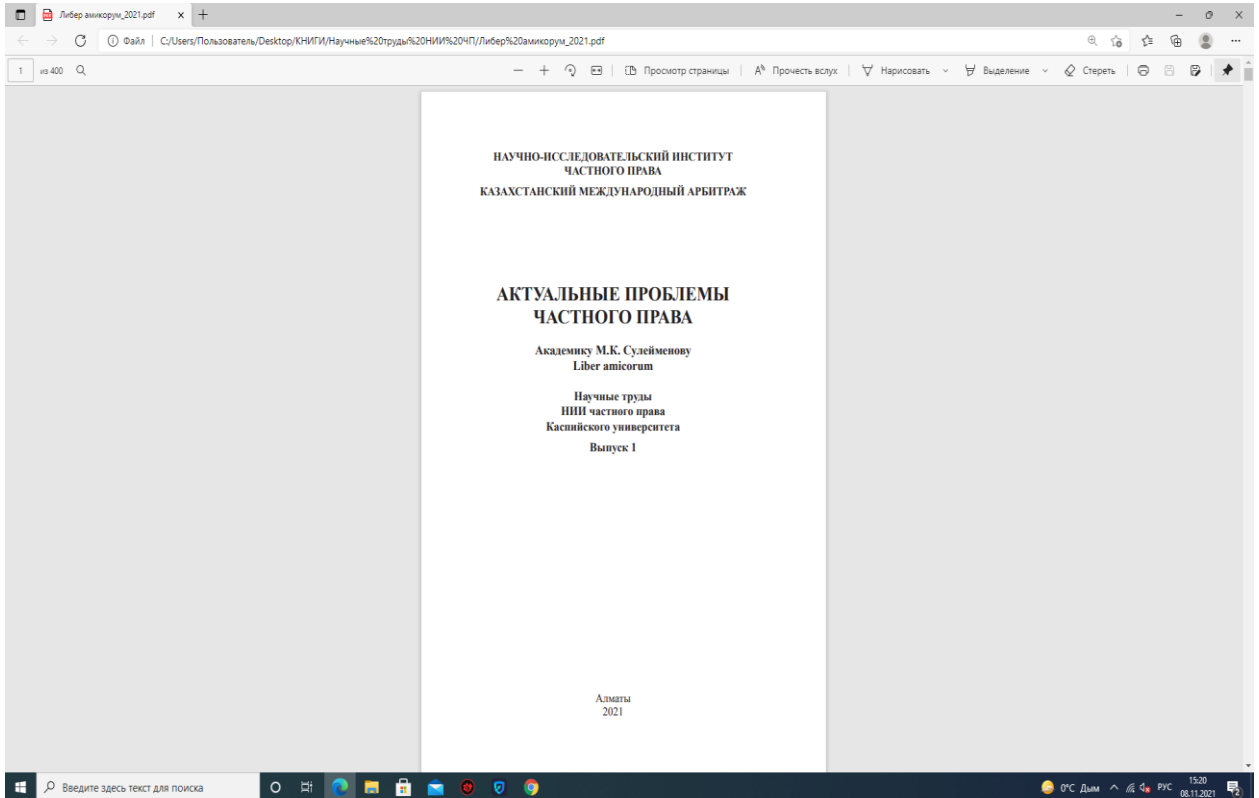 Либер амикорум_2021.pdf
Файл | C:/Users/Пользователь/Desktop/КНИГИ/Научные%20труды%20НИИ%20ЧП/Либер%20амикорум_2021.pdf
1 из 400 Просмотр страницы Прочесть вслух Нарисовать Выделение Стереть
НАУЧНО-ИССЛЕДОВАТЕЛЬСКИЙ ИНСТИТУТ
ЧАСТНОГО ПРАВА
КАЗАХСТАНСКИЙ МЕЖДУНАРОДНЫЙ АРБИТРАЖ
АКТУАЛЬНЫЕ ПРОБЛЕМЫ
ЧАСТНОГО ПРАВА
Академику М.К. Сулейменову
Liber amicorum
Научные труды
НИИ частного права
Каспийского университета
Выпуск 1
Алматы
2021
Введите здесь текст для поиска
0°C Дым РУС
15:20
08.11.2021
2